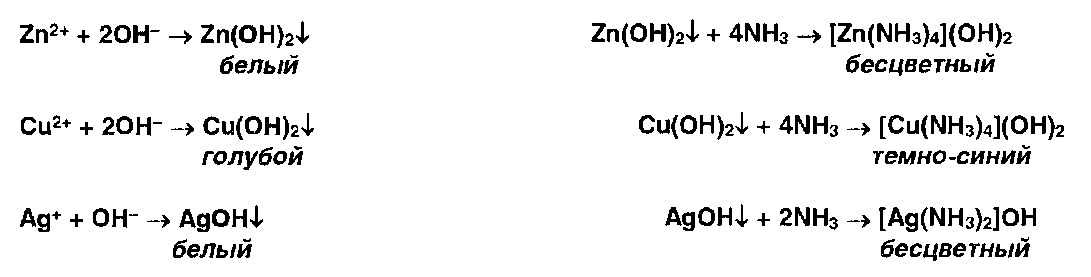 Zn²⁺ + 2OH⁻ → Zn(OH)₂↓
белый
Zn(OH)₂↓ + 4NH₃ → [Zn(NH₃)₄](OH)₂
бесцветный
Cu²⁺ + 2OH⁻ → Cu(OH)₂↓
голубой
Cu(OH)₂↓ + 4NH₃ → [Cu(NH₃)₄](OH)₂
темно-синий
Ag⁺ + OH⁻ → AgOH↓
белый
AgOH↓ + 2NH₃ → [Ag(NH₃)₂]OH
бесцветный